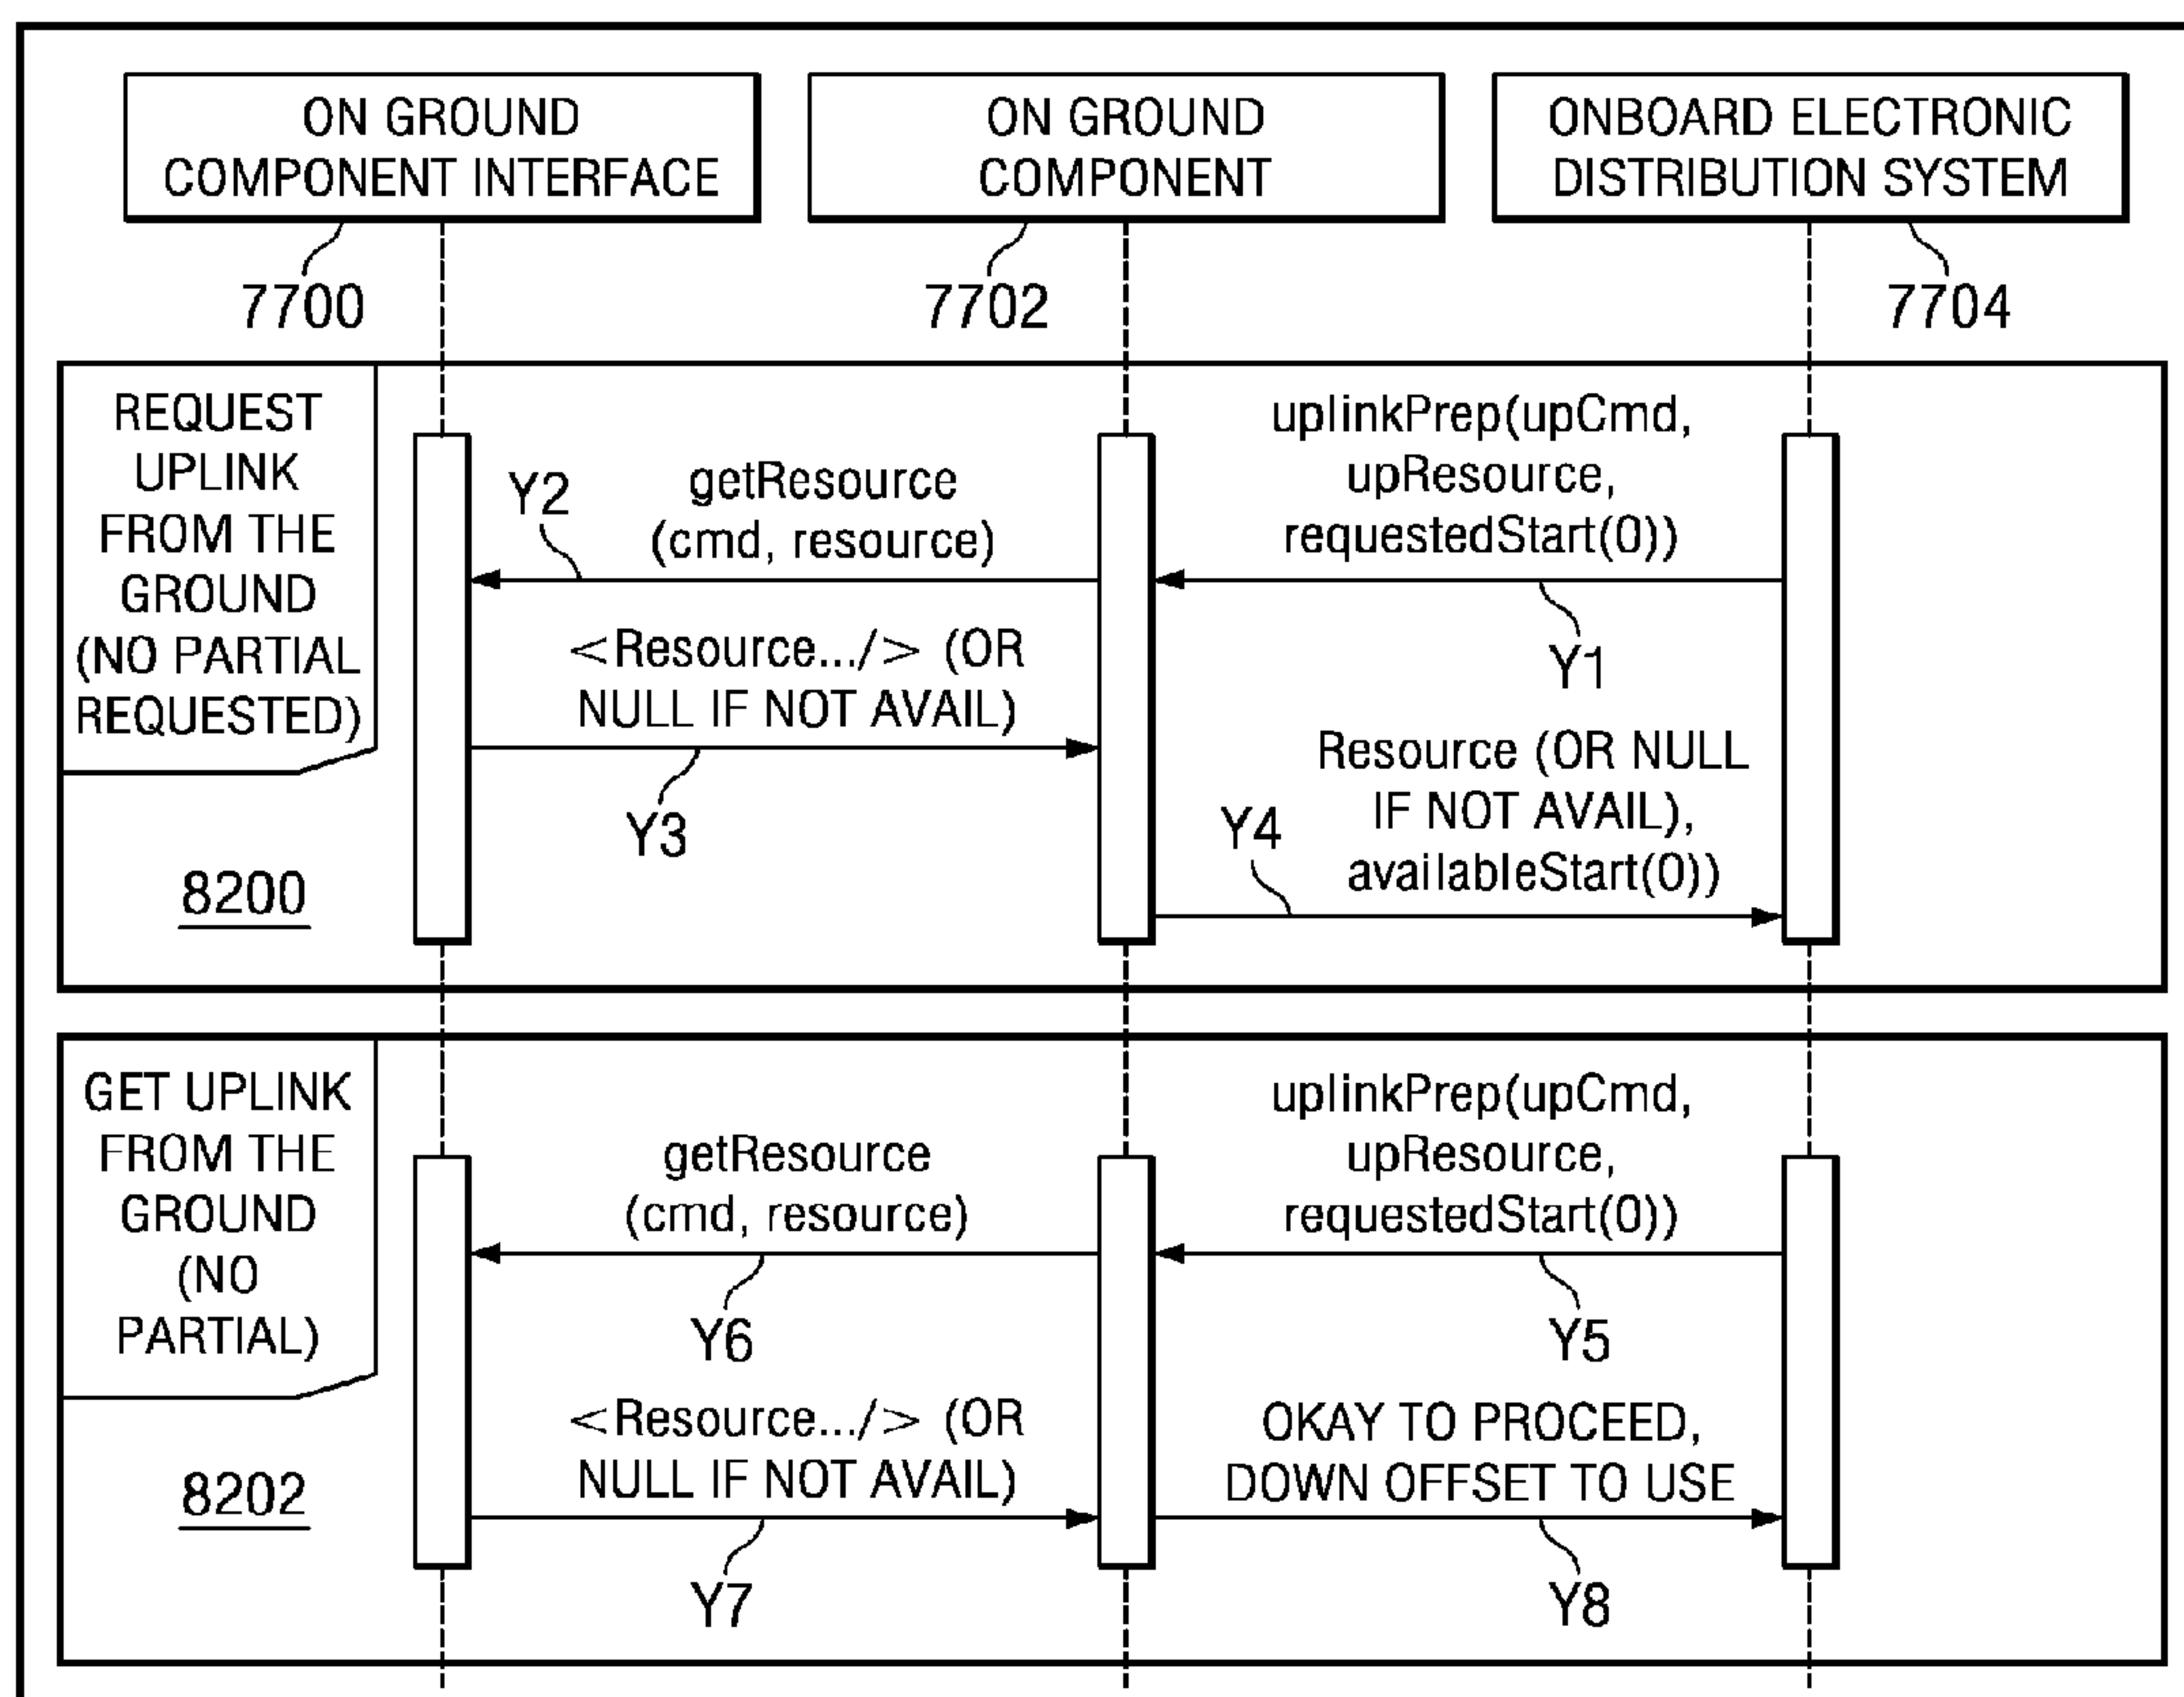 ON GROUND
COMPONENT INTERFACE
ON GROUND
COMPONENT
ONBOARD ELECTRONIC
DISTRIBUTION SYSTEM
7700
7702
7704
REQUEST
UPLINK
FROM THE
GROUND
(NO PARTIAL
REQUESTED)
8200
Y2
getResource
(cmd, resource)
uplinkPrep(upCmd,
upResource,
requestedStart(0))
Y1
<Resource.../> (OR
NULL IF NOT AVAIL)
Y3
Resource (OR NULL
IF NOT AVAIL),
availableStart(0))
Y4
GET UPLINK
FROM THE
GROUND
(NO
PARTIAL)
8202
getResource
(cmd, resource)
Y6
uplinkPrep(upCmd,
upResource,
requestedStart(0))
Y5
<Resource.../> (OR
NULL IF NOT AVAIL)
Y7
OKAY TO PROCEED,
DOWN OFFSET TO USE
Y8